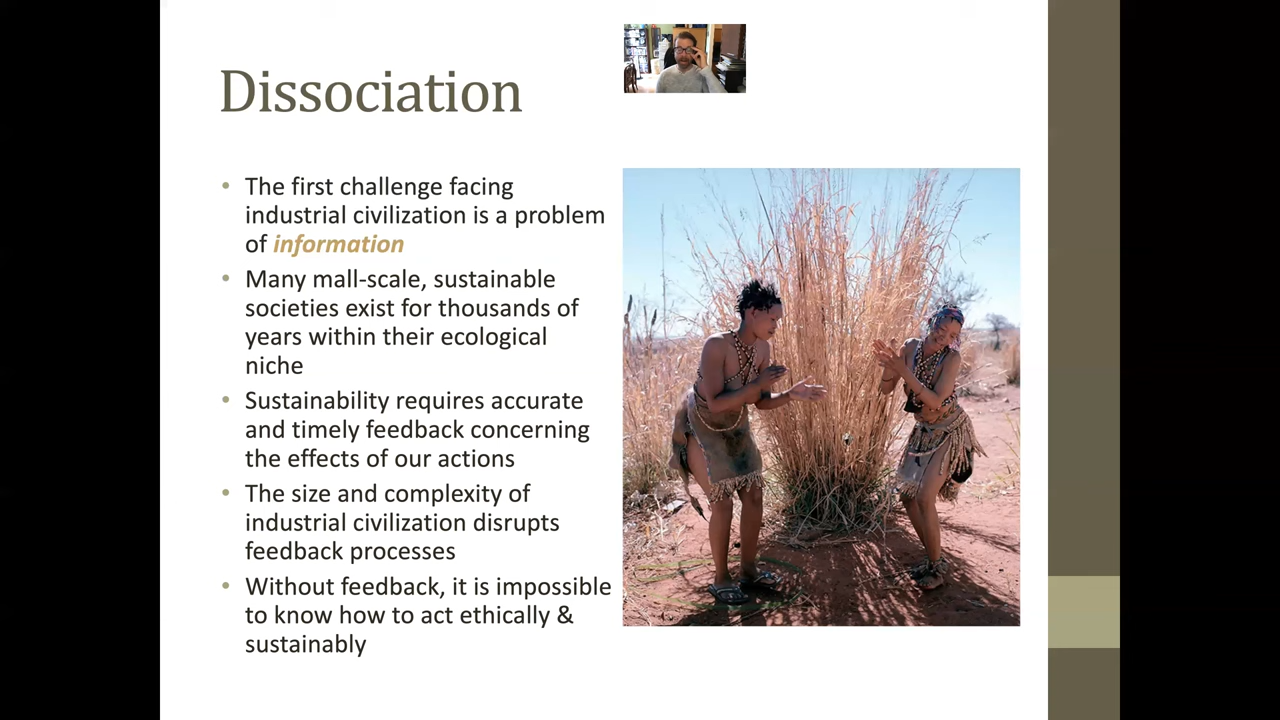 Dissociation
• The first challenge facing
industrial civilization is a problem
of information
• Many mall-scale, sustainable
societies exist for thousands of
years within their ecological
niche
• Sustainability requires accurate
and timely feedback concerning
the effects of our actions
• The size and complexity of
industrial civilization disrupts
feedback processes
• Without feedback, it is impossible
to know how to act ethically &
sustainably